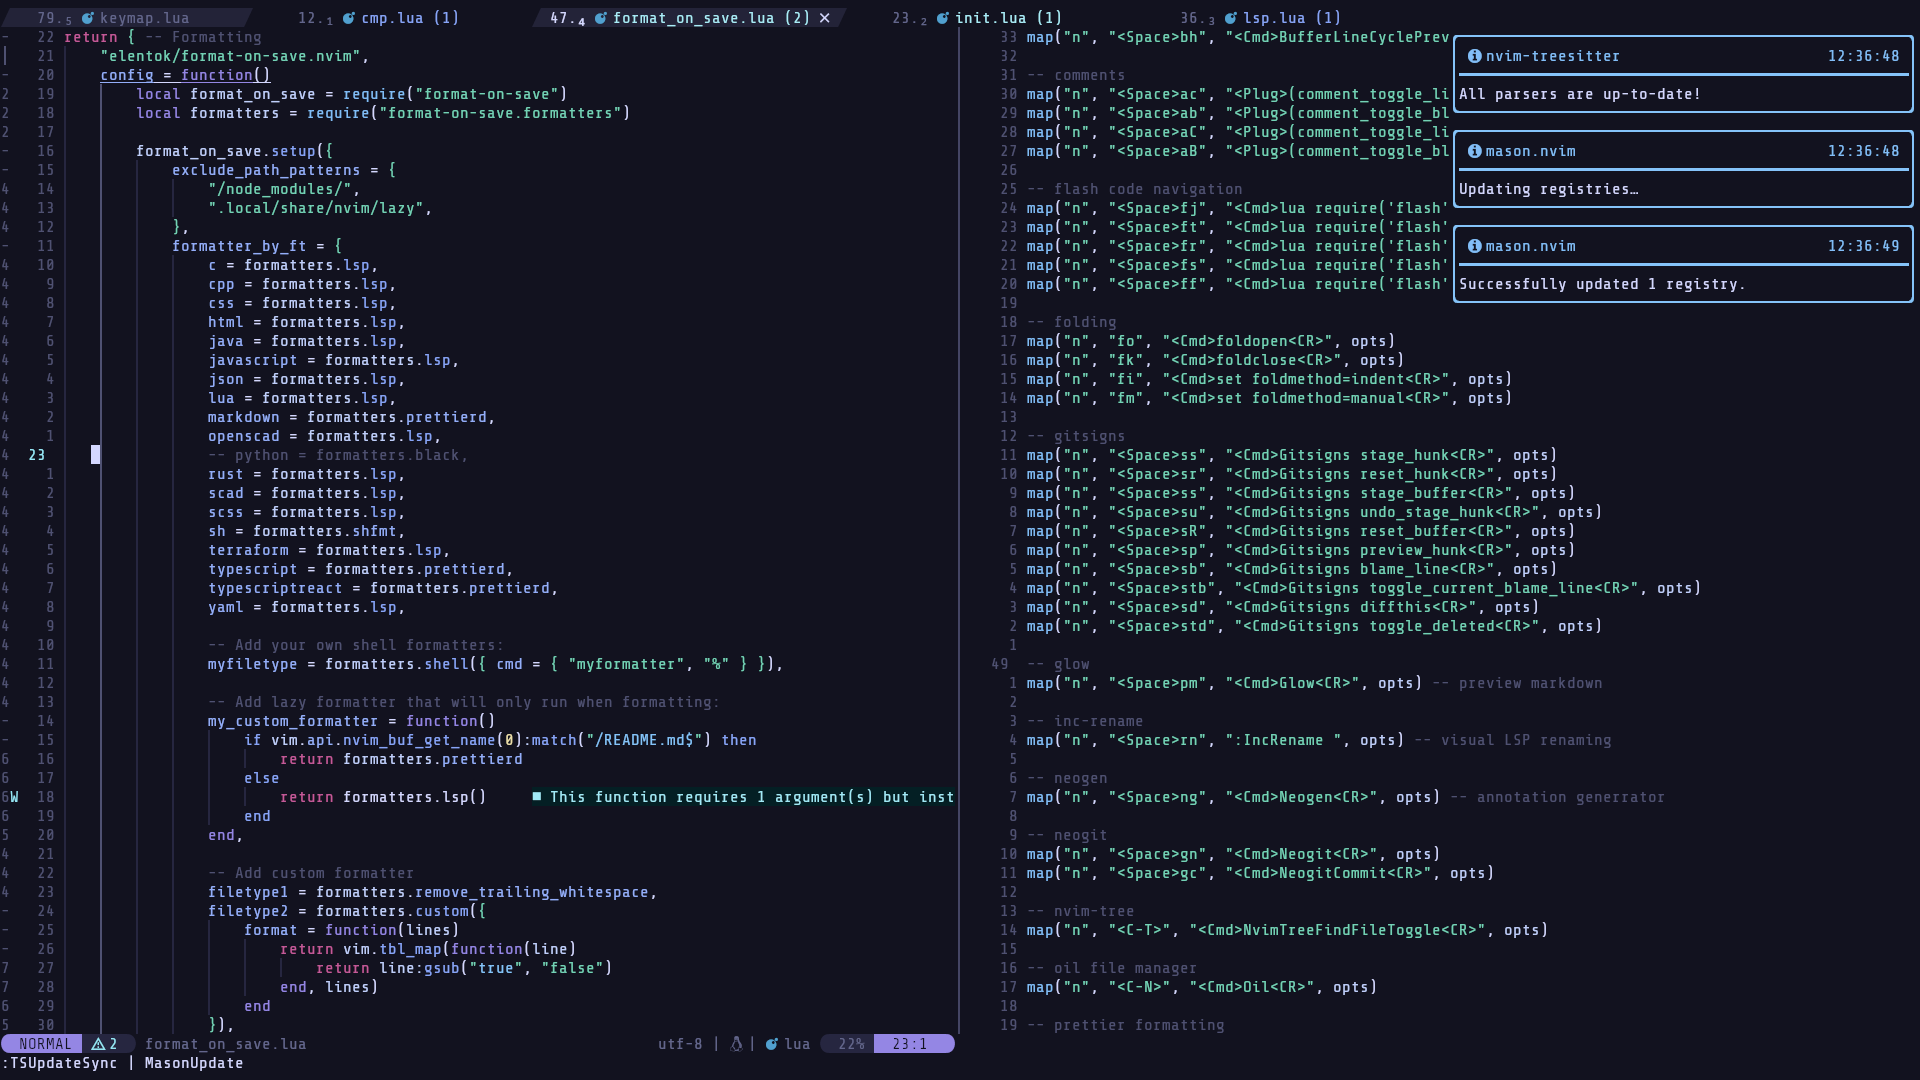 79.₅ keymap.lua 12.₁ cmp.lua (1) 47.₄ format_on_save.lua (2) ✕ 23.₂ init.lua (1) 36.₃ lsp.lua (1)
- 22 return { -- Formatting
│ 21 "elentok/format-on-save.nvim",
- 20 config = function()
2 19 local format_on_save = require("format-on-save")
2 18 local formatters = require("format-on-save.formatters")
2 17
- 16 format_on_save.setup({
- 15 exclude_path_patterns = {
4 14 "/node_modules/",
4 13 ".local/share/nvim/lazy",
4 12 },
- 11 formatter_by_ft = {
4 10 c = formatters.lsp,
4 9 cpp = formatters.lsp,
4 8 css = formatters.lsp,
4 7 html = formatters.lsp,
4 6 java = formatters.lsp,
4 5 javascript = formatters.lsp,
4 4 json = formatters.lsp,
4 3 lua = formatters.lsp,
4 2 markdown = formatters.prettierd,
4 1 openscad = formatters.lsp,
4 23 -- python = formatters.black,
4 1 rust = formatters.lsp,
4 2 scad = formatters.lsp,
4 3 scss = formatters.lsp,
4 4 sh = formatters.shfmt,
4 5 terraform = formatters.lsp,
4 6 typescript = formatters.prettierd,
4 7 typescriptreact = formatters.prettierd,
4 8 yaml = formatters.lsp,
4 9
4 10 -- Add your own shell formatters:
4 11 myfiletype = formatters.shell({ cmd = { "myformatter", "%" } }),
4 12
4 13 -- Add lazy formatter that will only run when formatting:
- 14 my_custom_formatter = function()
- 15 if vim.api.nvim_buf_get_name(0):match("/README.md$") then
6 16 return formatters.prettierd
6 17 else
6W 18 return formatters.lsp() ■ This function requires 1 argument(s) but inst
6 19 end
5 20 end,
4 21
4 22 -- Add custom formatter
4 23 filetype1 = formatters.remove_trailing_whitespace,
- 24 filetype2 = formatters.custom({
- 25 format = function(lines)
- 26 return vim.tbl_map(function(line)
7 27 return line:gsub("true", "false")
7 28 end, lines)
6 29 end
5 30 }),
NORMAL 2 format_on_save.lua utf-8 | | lua 22% 23:1
:TSUpdateSync | MasonUpdate
33 map("n", "<Space>bh", "<Cmd>BufferLineCyclePrev
32
31 -- comments
30 map("n", "<Space>ac", "<Plug>(comment_toggle_li
29 map("n", "<Space>ab", "<Plug>(comment_toggle_bl
28 map("n", "<Space>aC", "<Plug>(comment_toggle_li
27 map("n", "<Space>aB", "<Plug>(comment_toggle_bl
26
25 -- flash code navigation
24 map("n", "<Space>fj", "<Cmd>lua require('flash'
23 map("n", "<Space>ft", "<Cmd>lua require('flash'
22 map("n", "<Space>fr", "<Cmd>lua require('flash'
21 map("n", "<Space>fs", "<Cmd>lua require('flash'
20 map("n", "<Space>ff", "<Cmd>lua require('flash'
19
18 -- folding
17 map("n", "fo", "<Cmd>foldopen<CR>", opts)
16 map("n", "fk", "<Cmd>foldclose<CR>", opts)
15 map("n", "fi", "<Cmd>set foldmethod=indent<CR>", opts)
14 map("n", "fm", "<Cmd>set foldmethod=manual<CR>", opts)
13
12 -- gitsigns
11 map("n", "<Space>ss", "<Cmd>Gitsigns stage_hunk<CR>", opts)
10 map("n", "<Space>sr", "<Cmd>Gitsigns reset_hunk<CR>", opts)
9 map("n", "<Space>ss", "<Cmd>Gitsigns stage_buffer<CR>", opts)
8 map("n", "<Space>su", "<Cmd>Gitsigns undo_stage_hunk<CR>", opts)
7 map("n", "<Space>sR", "<Cmd>Gitsigns reset_buffer<CR>", opts)
6 map("n", "<Space>sp", "<Cmd>Gitsigns preview_hunk<CR>", opts)
5 map("n", "<Space>sb", "<Cmd>Gitsigns blame_line<CR>", opts)
4 map("n", "<Space>stb", "<Cmd>Gitsigns toggle_current_blame_line<CR>", opts)
3 map("n", "<Space>sd", "<Cmd>Gitsigns diffthis<CR>", opts)
2 map("n", "<Space>std", "<Cmd>Gitsigns toggle_deleted<CR>", opts)
1
49 -- glow
1 map("n", "<Space>pm", "<Cmd>Glow<CR>", opts) -- preview markdown
2
3 -- inc-rename
4 map("n", "<Space>rn", ":IncRename ", opts) -- visual LSP renaming
5
6 -- neogen
7 map("n", "<Space>ng", "<Cmd>Neogen<CR>", opts) -- annotation generrator
8
9 -- neogit
10 map("n", "<Space>gn", "<Cmd>Neogit<CR>", opts)
11 map("n", "<Space>gc", "<Cmd>NeogitCommit<CR>", opts)
12
13 -- nvim-tree
14 map("n", "<C-T>", "<Cmd>NvimTreeFindFileToggle<CR>", opts)
15
16 -- oil file manager
17 map("n", "<C-N>", "<Cmd>Oil<CR>", opts)
18
19 -- prettier formatting
nvim-treesitter 12:36:48
All parsers are up-to-date!
mason.nvim 12:36:48
Updating registries…
mason.nvim 12:36:49
Successfully updated 1 registry.